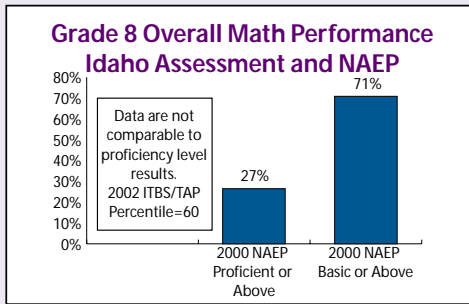 Grade 8 Overall Math Performance
Idaho Assessment and NAEP
80%
70%
60%
50%
40%
30%
20%
10%
0%
Data are not
comparable to
proficiency level
results.
2002 ITBS/TAP
Percentile=60
27%
71%
2000 NAEP
Proficient or
Above
2000 NAEP
Basic or Above